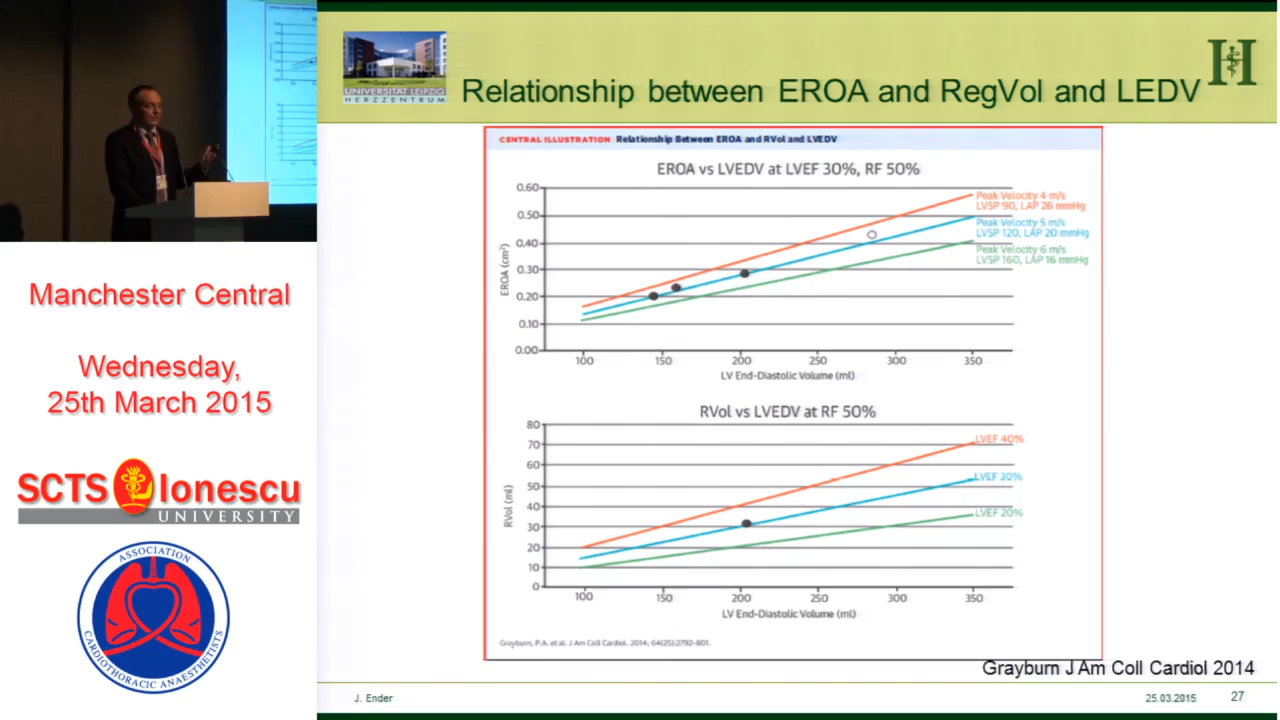 Relationship between EROA and RegVol and LEDV
UNIVERSITÄT LEIPZIG
HERZZENTRUM
H
CENTRAL ILLUSTRATION Relationship Between EROA and RVol and LVEDV
EROA vs LVEDV at LVEF 30%, RF 50%
0.60
0.50
0.40
0.30
0.20
0.10
0.00
EROA (cm²)
100 150 200 250 300 350
LV End-Diastolic Volume (ml)
Peak Velocity 4 m/s
LVSP 90, LAP 26 mmHg
Peak Velocity 5 m/s
LVSP 120, LAP 20 mmHg
Peak Velocity 6 m/s
LVSP 160, LAP 16 mmHg
RVol vs LVEDV at RF 50%
80
70
60
50
40
30
20
10
0
RVol (ml)
100 150 200 250 300 350
LV End-Diastolic Volume (ml)
LVEF 40%
LVEF 30%
LVEF 20%
Grayburn, P.A. et al. J Am Coll Cardiol. 2014; 64(25):2792-801.
Grayburn J Am Coll Cardiol 2014
J. Ender
25.03.2015
27
Manchester Central
Wednesday,
25th March 2015
SCTS Ionescu
UNIVERSITY
ASSOCIATION
CARDIOTHORACIC ANAESTHETISTS